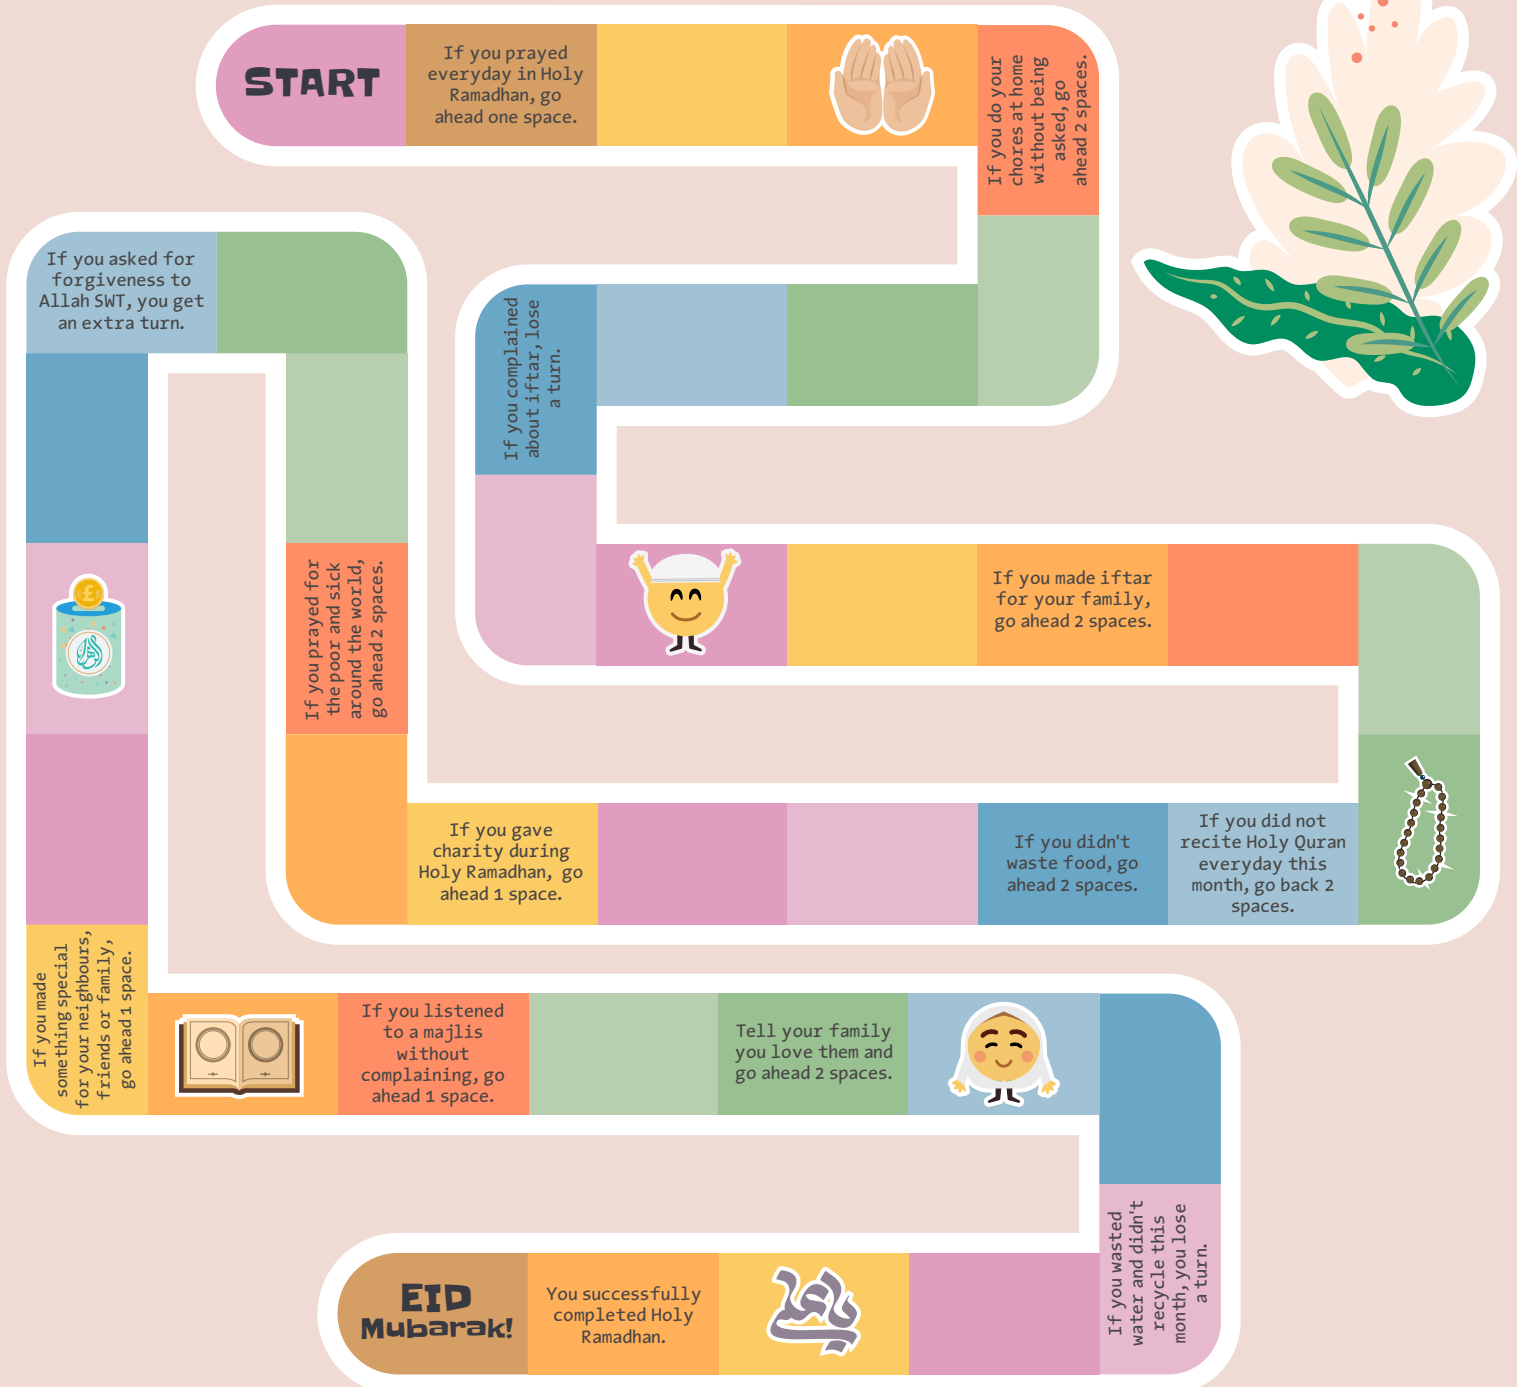 START
If you prayed
everyday in Holy
Ramadhan, go
ahead one space.
If you do your
chores at home
without being
asked, go
ahead 2 spaces.
If you complained
about iftar, lose
a turn.
If you made iftar
for your family,
go ahead 2 spaces.
If you did not
recite Holy Quran
everyday this
month, go back 2
spaces.
If you didn't
waste food, go
ahead 2 spaces.
If you gave
charity during
Holy Ramadhan, go
ahead 1 space.
If you prayed for
the poor and sick
around the world,
go ahead 2 spaces.
If you asked for
forgiveness to
Allah SWT, you get
an extra turn.
£
If you made
something special
for your neighbours,
friends or family,
go ahead 1 space.
If you listened
to a majlis
without
complaining, go
ahead 1 space.
Tell your family
you love them and
go ahead 2 spaces.
If you wasted
water and didn't
recycle this
month, you lose
a turn.
يا علي
You successfully
completed Holy
Ramadhan.
EID
Mubarak!